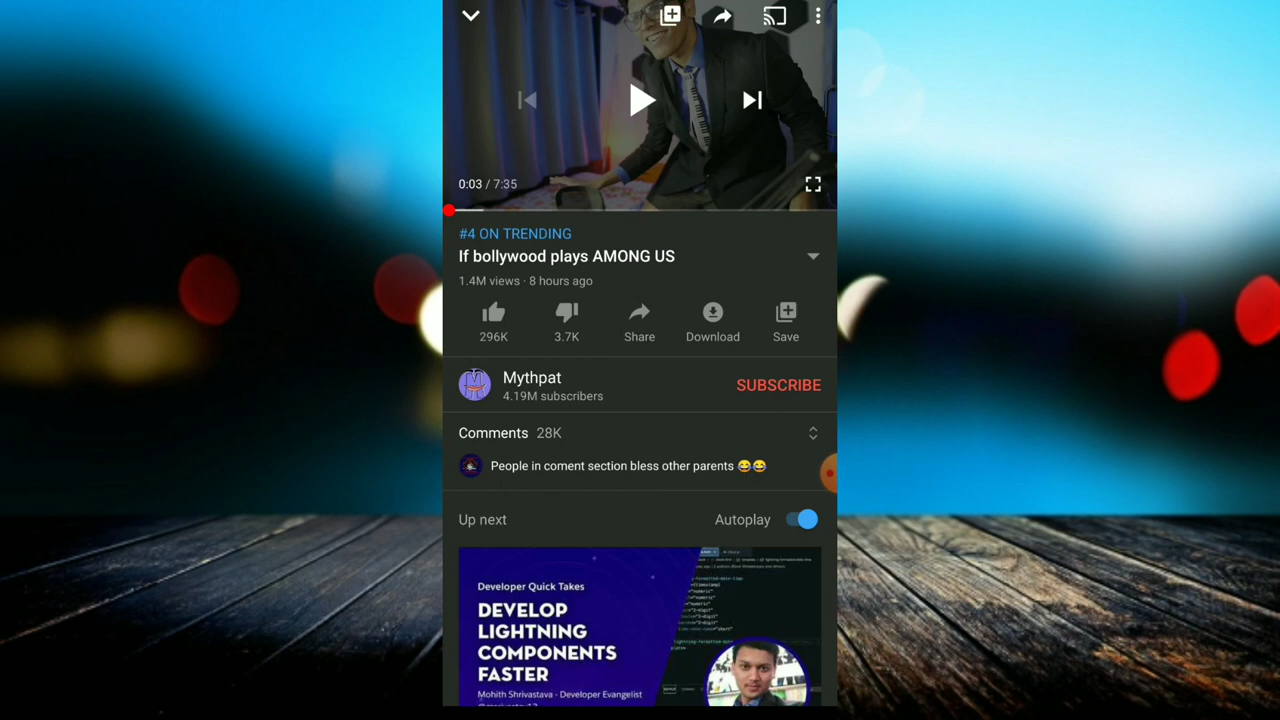 0:03 / 7:35
#4 ON TRENDING
If bollywood plays AMONG US
1.4M views · 8 hours ago
296K
3.7K
Share
Download
Save
Mythpat
4.19M subscribers
SUBSCRIBE
Comments 28K
People in coment section bless other parents 😂😂
Up next
Autoplay
Developer Quick Takes
DEVELOP
LIGHTNING
COMPONENTS
FASTER
Mohith Shrivastava - Developer Evangelist